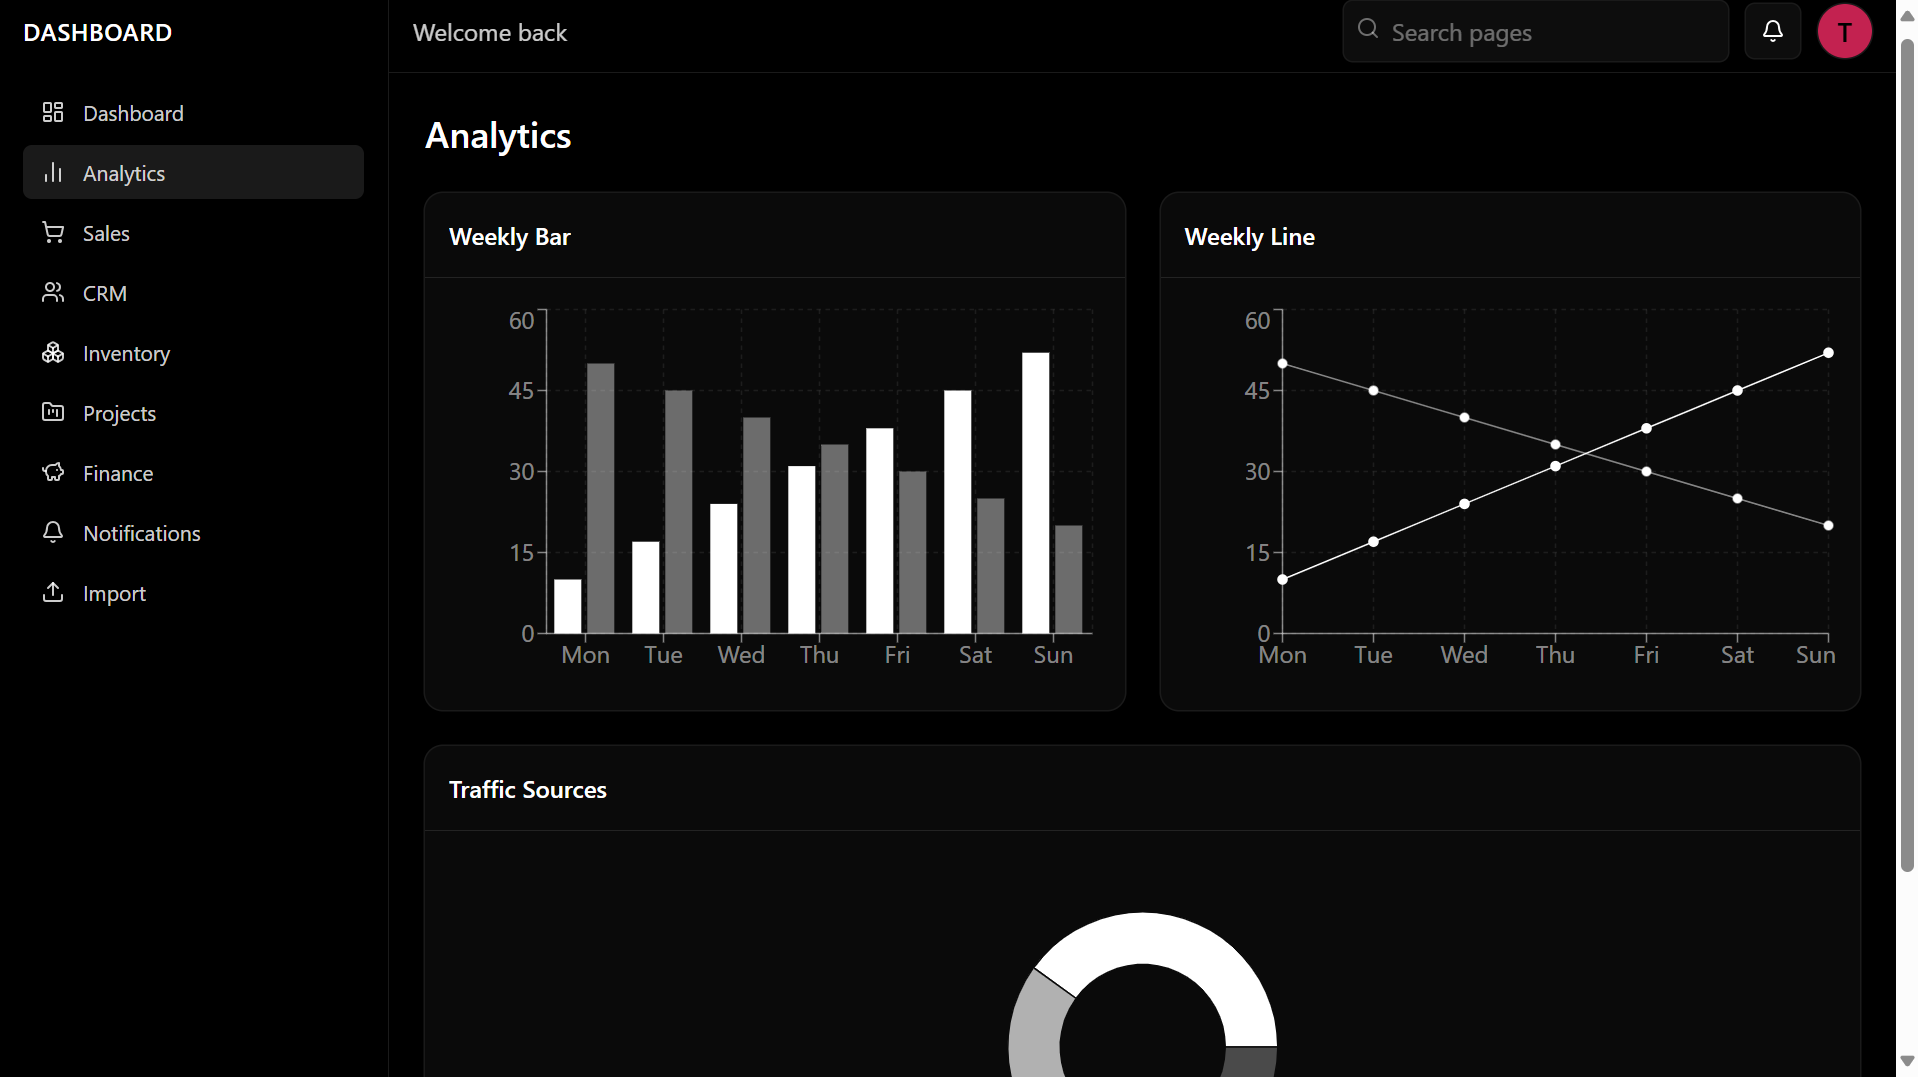 DASHBOARD
Welcome back
Search pages
T
Dashboard
Analytics
Sales
CRM
Inventory
Projects
Finance
Notifications
Import
Analytics
Weekly Bar
60
45
30
15
0
Mon Tue Wed Thu Fri Sat Sun
Weekly Line
60
45
30
15
0
Mon Tue Wed Thu Fri Sat Sun
Traffic Sources